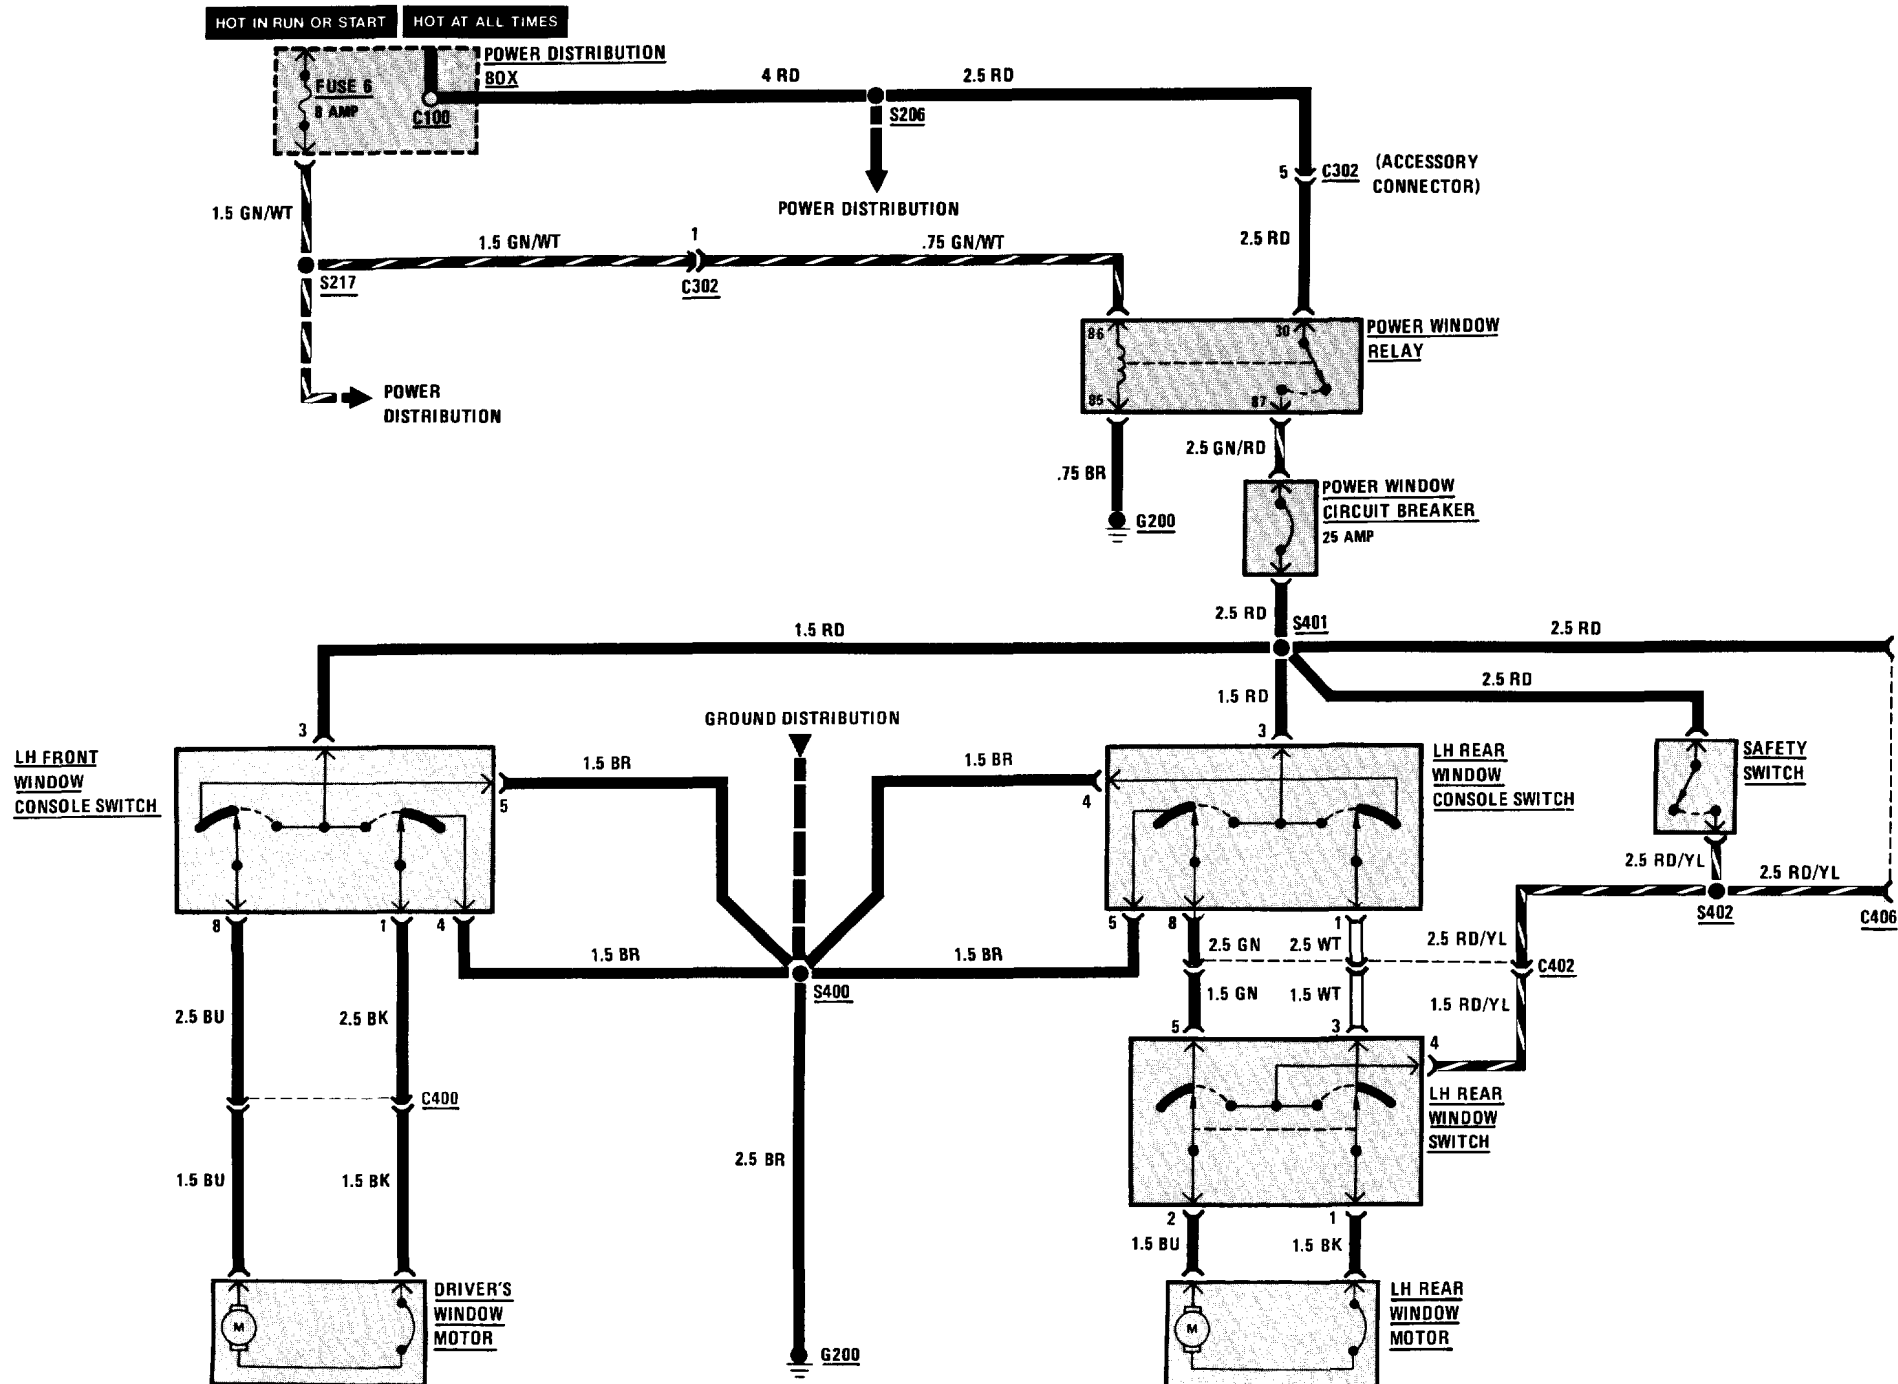 HOT IN RUN OR START
HOT AT ALL TIMES
POWER DISTRIBUTION
BOX
FUSE 6
8 AMP
C100
4 RD
2.5 RD
S206
POWER DISTRIBUTION
5
C302
(ACCESSORY
CONNECTOR)
1.5 GN/WT
1.5 GN/WT
1
.75 GN/WT
2.5 RD
S217
C302
86
30
POWER WINDOW
RELAY
85
87
POWER
DISTRIBUTION
.75 BR
2.5 GN/RD
G200
POWER WINDOW
CIRCUIT BREAKER
25 AMP
2.5 RD
S401
1.5 RD
2.5 RD
1.5 RD
2.5 RD
GROUND DISTRIBUTION
3
3
LH FRONT
WINDOW
CONSOLE SWITCH
1.5 BR
1.5 BR
5
4
LH REAR
WINDOW
CONSOLE SWITCH
SAFETY
SWITCH
2.5 RD/YL
2.5 RD/YL
S402
C406
8
1
4
5
8
1
1.5 BR
1.5 BR
S400
2.5 GN
2.5 WT
2.5 RD/YL
C402
1.5 GN
1.5 WT
1.5 RD/YL
2.5 BU
2.5 BK
5
3
4
C400
LH REAR
WINDOW
SWITCH
2.5 BR
1.5 BU
1.5 BK
2
1
1.5 BU
1.5 BK
M
DRIVER'S
WINDOW
MOTOR
G200
M
LH REAR
WINDOW
MOTOR